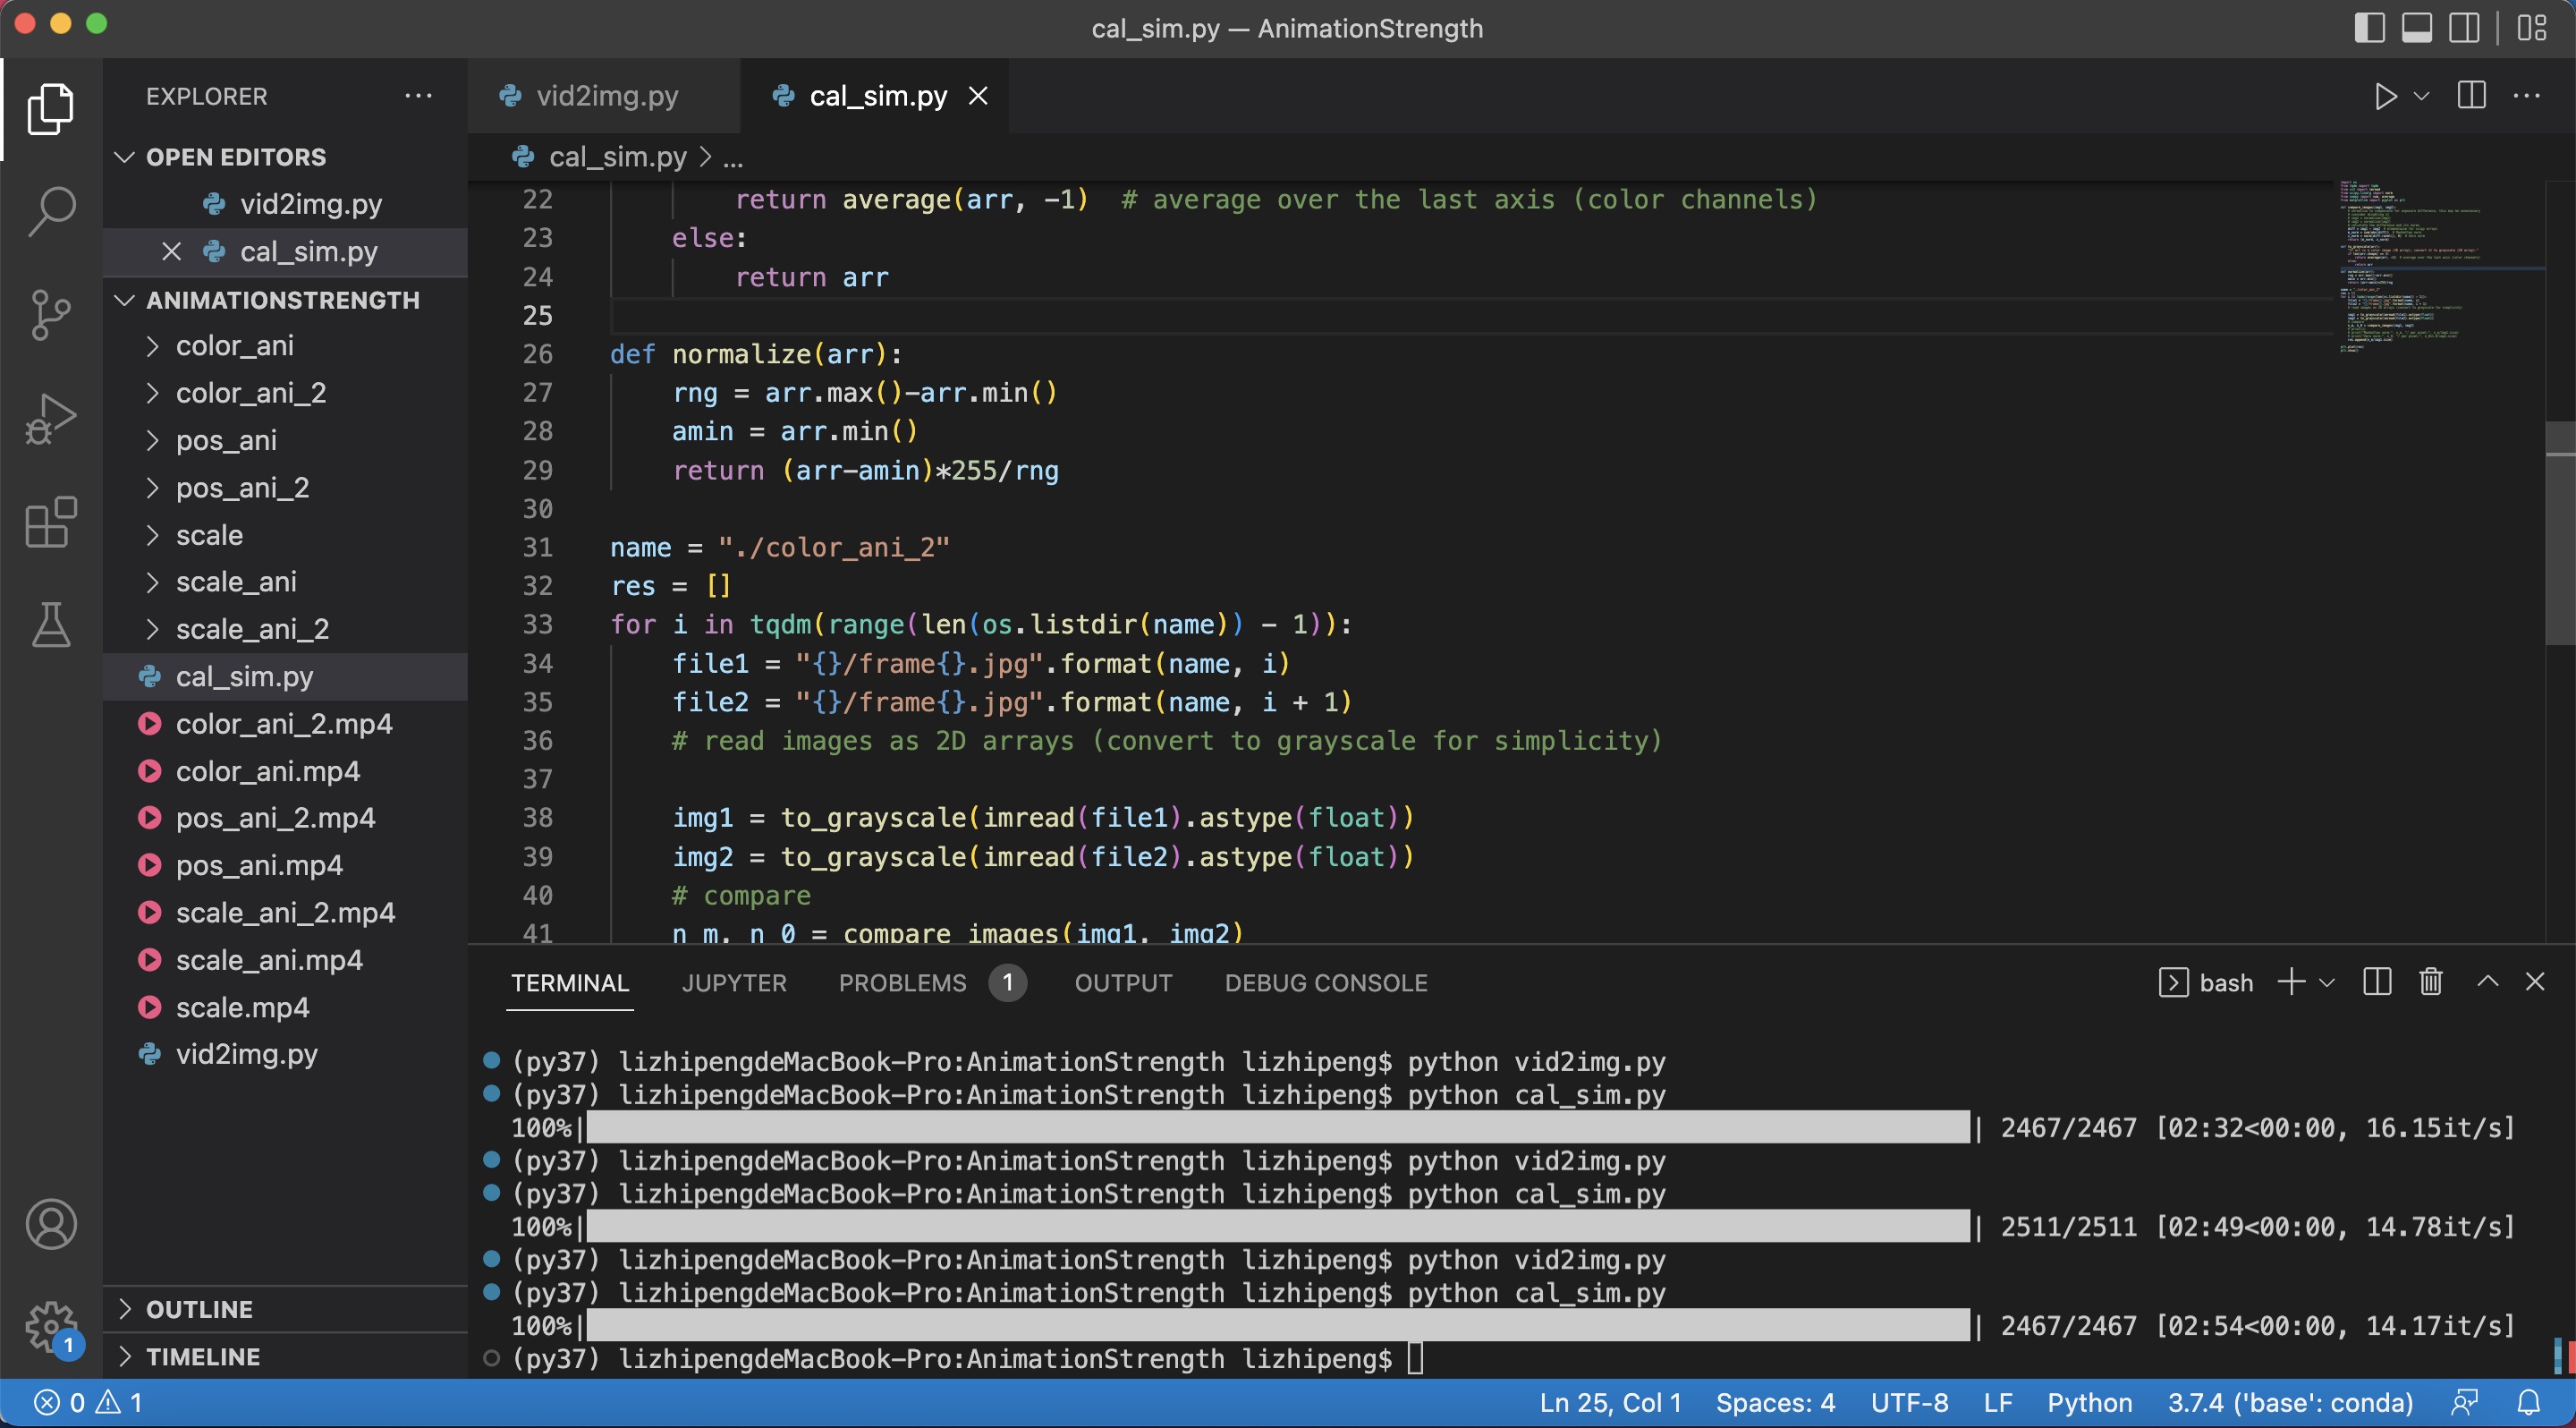 cal_sim.py — AnimationStrength
EXPLORER
OPEN EDITORS
vid2img.py
cal_sim.py
ANIMATIONSTRENGTH
color_ani
color_ani_2
pos_ani
pos_ani_2
scale
scale_ani
scale_ani_2
cal_sim.py
color_ani_2.mp4
color_ani.mp4
pos_ani_2.mp4
pos_ani.mp4
scale_ani_2.mp4
scale_ani.mp4
scale.mp4
vid2img.py
OUTLINE
TIMELINE
1
vid2img.py
cal_sim.py
cal_sim.py > ...
22 return average(arr, -1)  # average over the last axis (color channels)
23 else:
24 return arr
25
26 def normalize(arr):
27 rng = arr.max()-arr.min()
28 amin = arr.min()
29 return (arr-amin)*255/rng
30
31 name = "./color_ani_2"
32 res = []
33 for i in tqdm(range(len(os.listdir(name)) - 1)):
34 file1 = "{}/frame{}.jpg".format(name, i)
35 file2 = "{}/frame{}.jpg".format(name, i + 1)
36 # read images as 2D arrays (convert to grayscale for simplicity)
37
38 img1 = to_grayscale(imread(file1).astype(float))
39 img2 = to_grayscale(imread(file2).astype(float))
40 # compare
41 n_m, n_0 = compare_images(img1, img2)
TERMINAL JUPYTER PROBLEMS 1 OUTPUT DEBUG CONSOLE
bash
(py37) lizhipengdeMacBook-Pro:AnimationStrength lizhipeng$ python vid2img.py
(py37) lizhipengdeMacBook-Pro:AnimationStrength lizhipeng$ python cal_sim.py
100%| | 2467/2467 [02:32<00:00, 16.15it/s]
(py37) lizhipengdeMacBook-Pro:AnimationStrength lizhipeng$ python vid2img.py
(py37) lizhipengdeMacBook-Pro:AnimationStrength lizhipeng$ python cal_sim.py
100%| | 2511/2511 [02:49<00:00, 14.78it/s]
(py37) lizhipengdeMacBook-Pro:AnimationStrength lizhipeng$ python vid2img.py
(py37) lizhipengdeMacBook-Pro:AnimationStrength lizhipeng$ python cal_sim.py
100%| | 2467/2467 [02:54<00:00, 14.17it/s]
(py37) lizhipengdeMacBook-Pro:AnimationStrength lizhipeng$
0 1
Ln 25, Col 1 Spaces: 4 UTF-8 LF Python 3.7.4 ('base': conda)